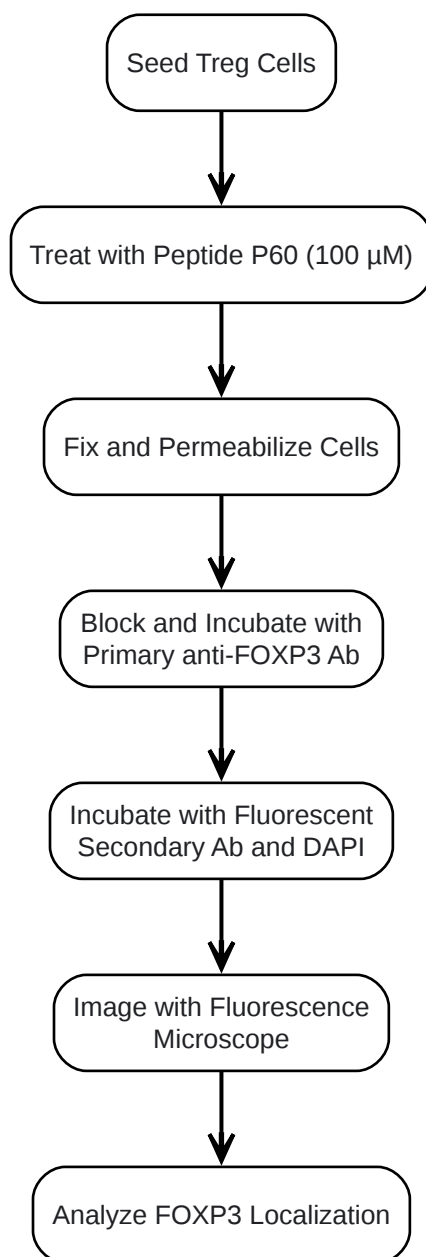 Seed Treg Cells
Treat with Peptide P60 (100 µM)
Fix and Permeabilize Cells
Block and Incubate with
Primary anti-FOXP3 Ab
Incubate with Fluorescent
Secondary Ab and DAPI
Image with Fluorescence
Microscope
Analyze FOXP3 Localization